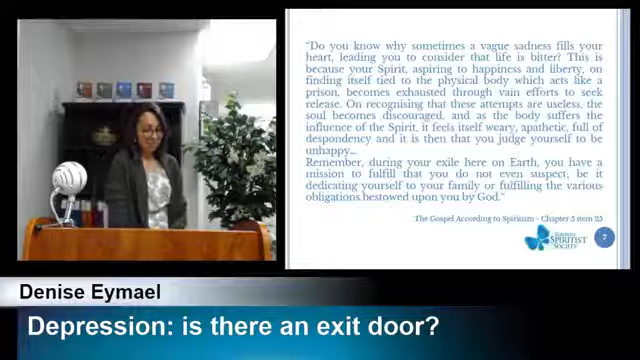 "Do you know why sometimes a vague sadness fills your
heart, leading you to consider that life is bitter? This is
because your Spirit, aspiring to happiness and liberty, on
finding itself tied to the physical body which acts like a
prison, becomes exhausted through vain efforts to seek
release. On recognising that these attempts are useless, the
soul becomes discouraged, and as the body suffers the
influence of the Spirit, it feels itself weary, apathetic, full of
despondency and it is then that you judge yourself to be
unhappy...
Remember, during your exile here on Earth, you have a
mission to fulfill that you do not even suspect; be it
dedicating yourself to your family or fulfilling the various
obligations bestowed upon you by God."
The Gospel According to Spiritism - Chapter 5 item 25
TORONTO
SPIRITIST
SOCIETY
7
Denise Eymael
Depression: is there an exit door?